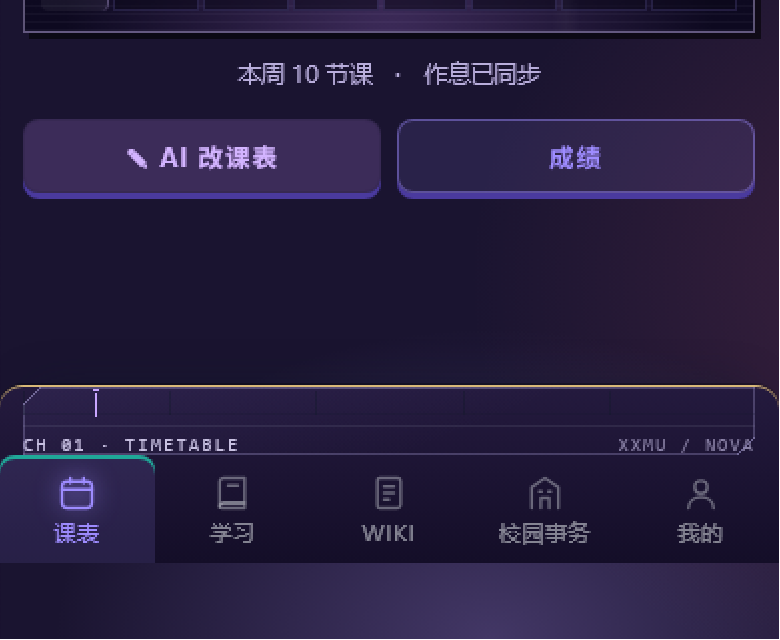 本周 10 节课 · 作息已同步
AI 改课表
成绩
CH 01 · TIMETABLE
XXMU / NOVA
课表
学习
WIKI
校园事务
我的